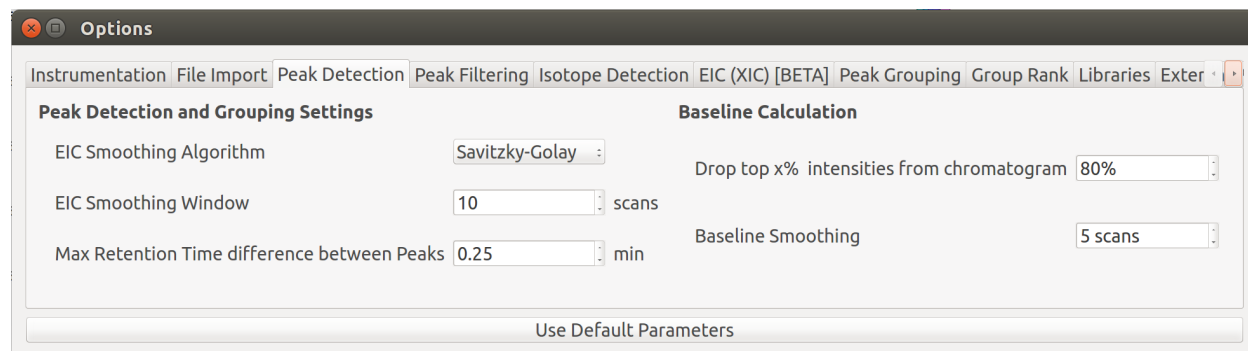 Options
Instrumentation File Import Peak Detection Peak Filtering Isotope Detection EIC (XIC) [BETA] Peak Grouping Group Rank Libraries
Peak Detection and Grouping Settings
Baseline Calculation
EIC Smoothing Algorithm Savitzky-Golay
Drop top x% intensities from chromatogram 80%
EIC Smoothing Window 10 scans
Baseline Smoothing 5 scans
Max Retention Time difference between Peaks 0.25 min
Use Default Parameters